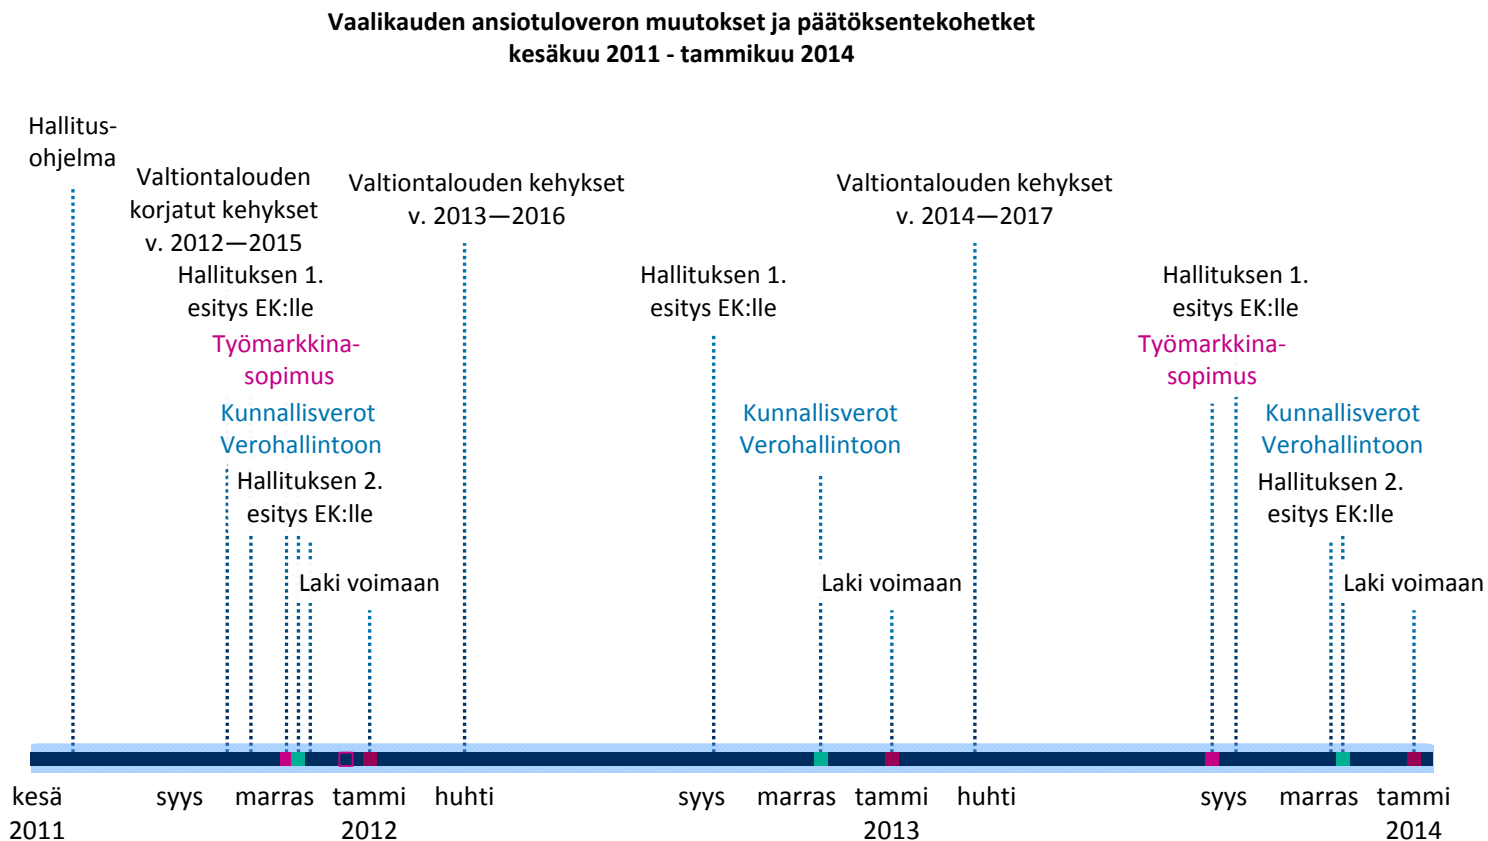 Vaalikauden ansiotuloveron muutokset ja päätöksentekohetket
kesäkuu 2011 - tammikuu 2014
Hallitus-
ohjelma
Valtiontalouden
korjatut kehykset
v. 2012—2015
Valtiontalouden kehykset
v. 2013—2016
Valtiontalouden kehykset
v. 2014—2017
Hallituksen 1.
esitys EK:lle
Hallituksen 1.
esitys EK:lle
Hallituksen 1.
esitys EK:lle
Työmarkkina-
sopimus
Työmarkkina-
sopimus
Kunnallisverot
Verohallintoon
Kunnallisverot
Verohallintoon
Kunnallisverot
Verohallintoon
Hallituksen 2.
esitys EK:lle
Hallituksen 2.
esitys EK:lle
Laki voimaan
Laki voimaan
Laki voimaan
kesä
2011
syys
marras
tammi
2012
huhti
syys
marras
tammi
2013
huhti
syys
marras
tammi
2014